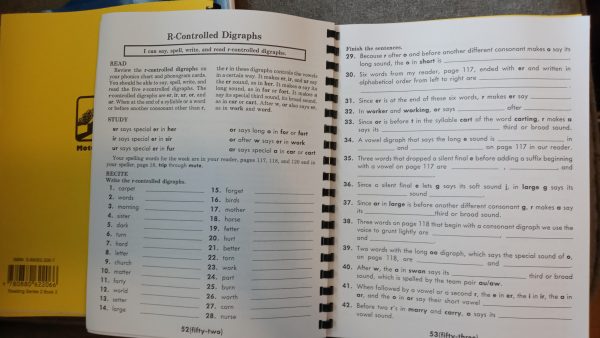 R-Controlled Digraphs
I can say, spell, write, and read r-controlled digraphs.
READ
Review the r-controlled digraphs on
your phonics chart and phonogram cards.
You should be able to say, spell, write, and
read the five r-controlled digraphs. The
r-controlled digraphs are er, ir, ur, or, and
ar. When at the end of a syllable or a word
or before another consonant other than r,
the r in these digraphs controls the vowels
in a certain way. It makes er, ir, and ur say
the er sound, as in her. It makes o say its
long sound, as in for or fort. It makes a
say its special third sound, its broad sound,
as in car or cart. After w, or also says er,
as in work and word.
STUDY
er says special er in her
ir says special er in sir
ur says special er in fur
or says long o in for or fort
or after w says er in work
ar says special a in car or cart
Your spelling words for the week are in your reader, pages 117, 118, and 120 and in
your speller, page 10, trip through mute.
RECITE
Write the r-controlled digraphs.
1. carpet
2. words
3. morning
4. sister
5. dark
6. turn
7. hard
8. letter
9. church
10. matter
11. forty
12. world
13. setter
14. large
15. forget
16. birds
17. mother
18. horse
19. father
20. hurt
21. better
22. torn
23. work
24. part
25. burn
26. worth
27. corn
28. nurse
52(fifty-two)
Finish the sentences.
29. Because r after o and before another different consonant makes o say its
long sound, the o in short is
30. Six words from my reader, page 117, ended with er and written in
alphabetical order from left to right are
31. Since er is at the end of these six words, r makes er say
32. In worker and working, or says after
33. Since ar is before t in the syllable cart of the word carting, r makes a
says its third or broad sound.
34. A vowel digraph that says the long e sound is in
and on page 117 in our reader.
35. Three words that dropped a silent final e before adding a suffix beginning
with a vowel on page 117 are , , and
36. Since a silent final e lets g says its soft sound j, in large g says its
sound
37. Since ar in large is before another different consonant g, r makes a say
its third or broad sound.
38. Three words on page 118 that begin with a consonant digraph we use the
voice to grunt lightly are , ,
and
39. Two words with the long oo digraph, which says the special sound of o,
on page 118, are and
40. After w, the a in swan says its third or broad
sound, which is spelled by the team pair au/aw.
41. When followed by a vowel or a second r, the e in er, the i in ir, the a in
ar, and the o in or say their short vowel
42. Before two r's in marry and carry, a says its
vowel sound.
53(fifty-three)
Mot
Reading Series 2 Book 2